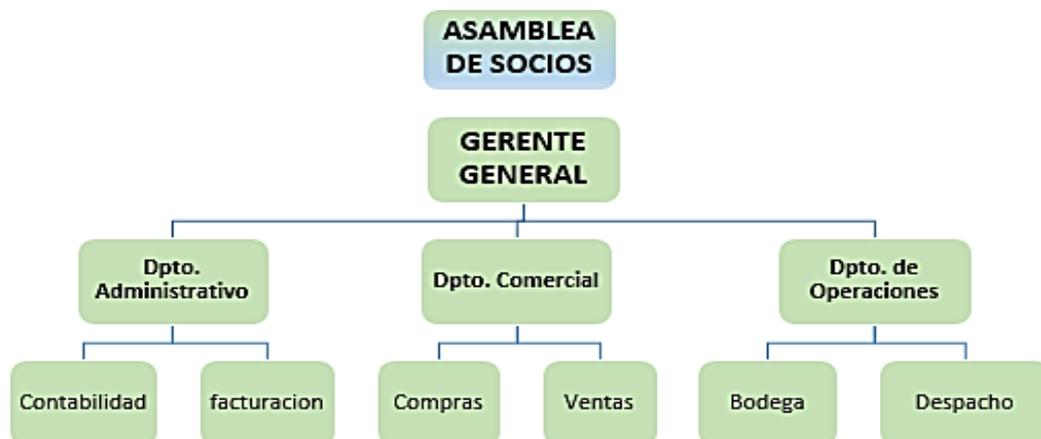 ASAMBLEA
DE SOCIOS
GERENTE
GENERAL
Dpto.
Administrativo
Dpto. Comercial
Dpto. de
Operaciones
Contabilidad
facturacion
Compras
Ventas
Bodega
Despacho